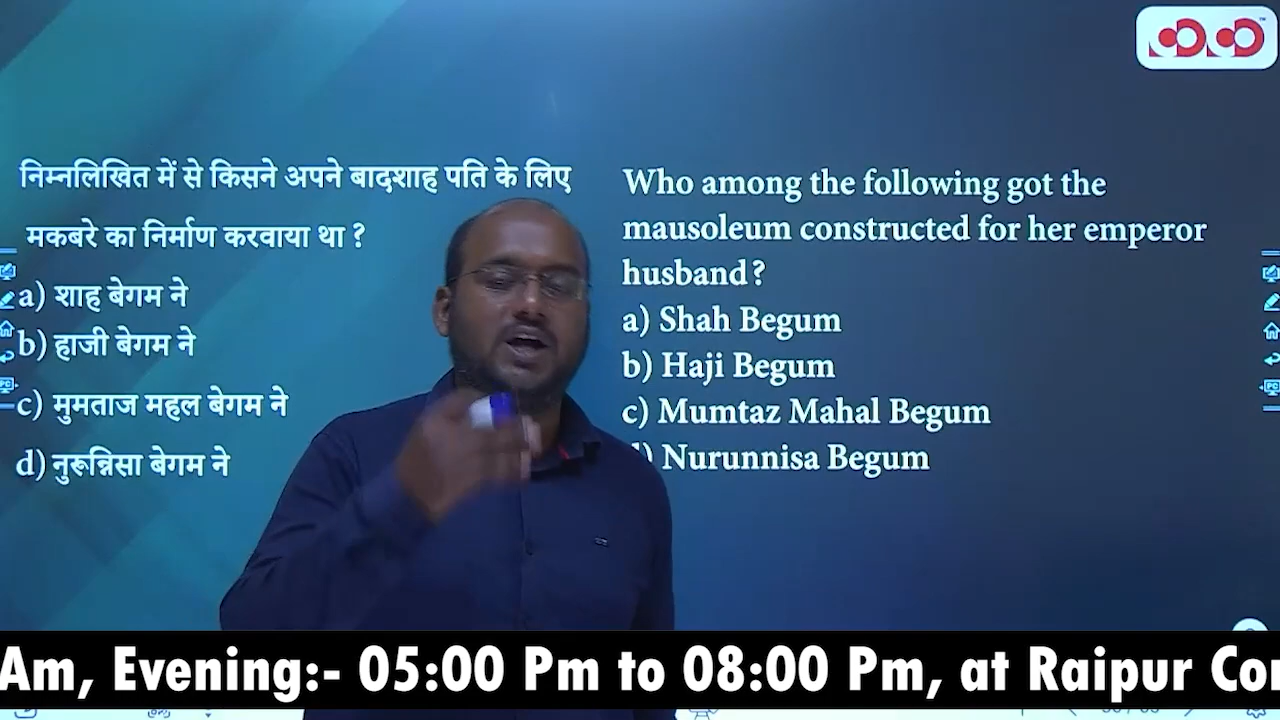 निम्नलिखित में से किसने अपने बादशाह पति के लिए
मकबरे का निर्माण करवाया था ?
a) शाह बेगम ने
b) हाजी बेगम ने
c) मुमताज महल बेगम ने
d) नुरून्निसा बेगम ने
Who among the following got the
mausoleum constructed for her emperor
husband?
a) Shah Begum
b) Haji Begum
c) Mumtaz Mahal Begum
) Nurunnisa Begum
PC
PC
Am, Evening:- 05:00 Pm to 08:00 Pm, at Raipur